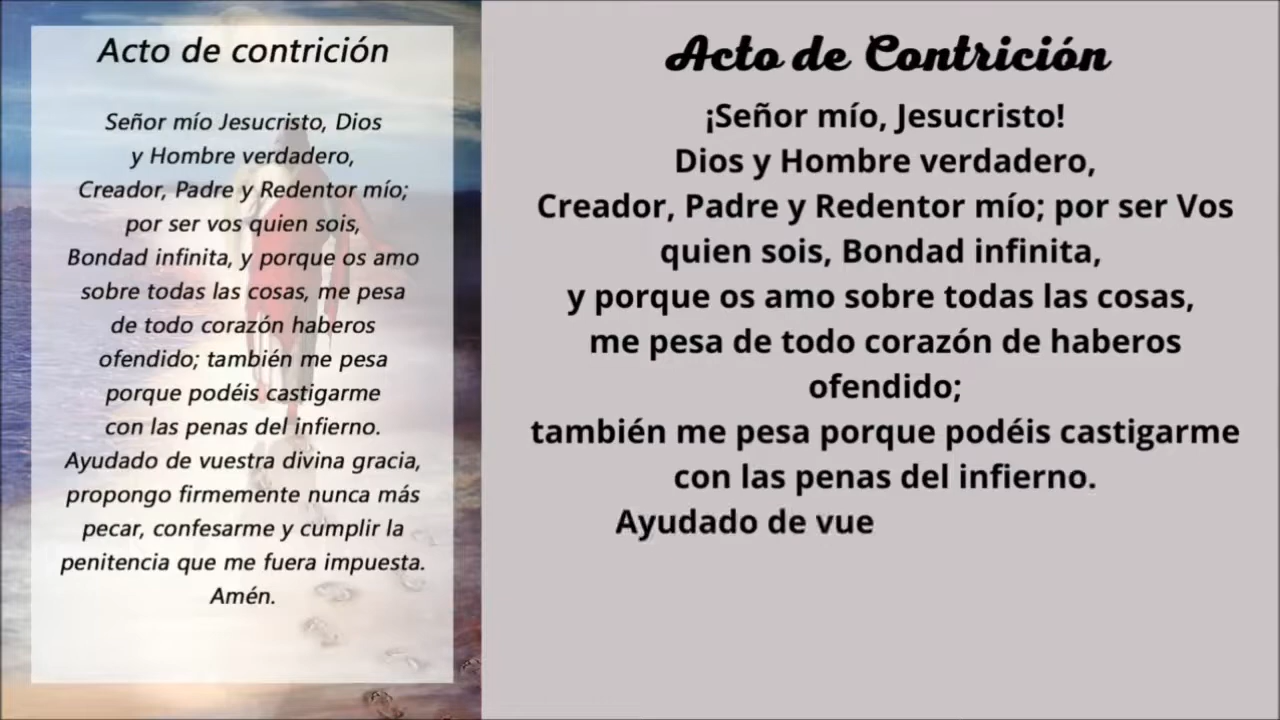 Acto de contrición
Señor mío Jesucristo, Dios
y Hombre verdadero,
Creador, Padre y Redentor mío;
por ser vos quien sois,
Bondad infinita, y porque os amo
sobre todas las cosas, me pesa
de todo corazón haberos
ofendido; también me pesa
porque podéis castigarme
con las penas del infierno.
Ayudado de vuestra divina gracia,
propongo firmemente nunca más
pecar, confesarme y cumplir la
penitencia que me fuera impuesta.
Amén.
Acto de Contrición
¡Señor mío, Jesucristo!
Dios y Hombre verdadero,
Creador, Padre y Redentor mío; por ser Vos
quien sois, Bondad infinita,
y porque os amo sobre todas las cosas,
me pesa de todo corazón de haberos
ofendido;
también me pesa porque podéis castigarme
con las penas del infierno.
Ayudado de vue